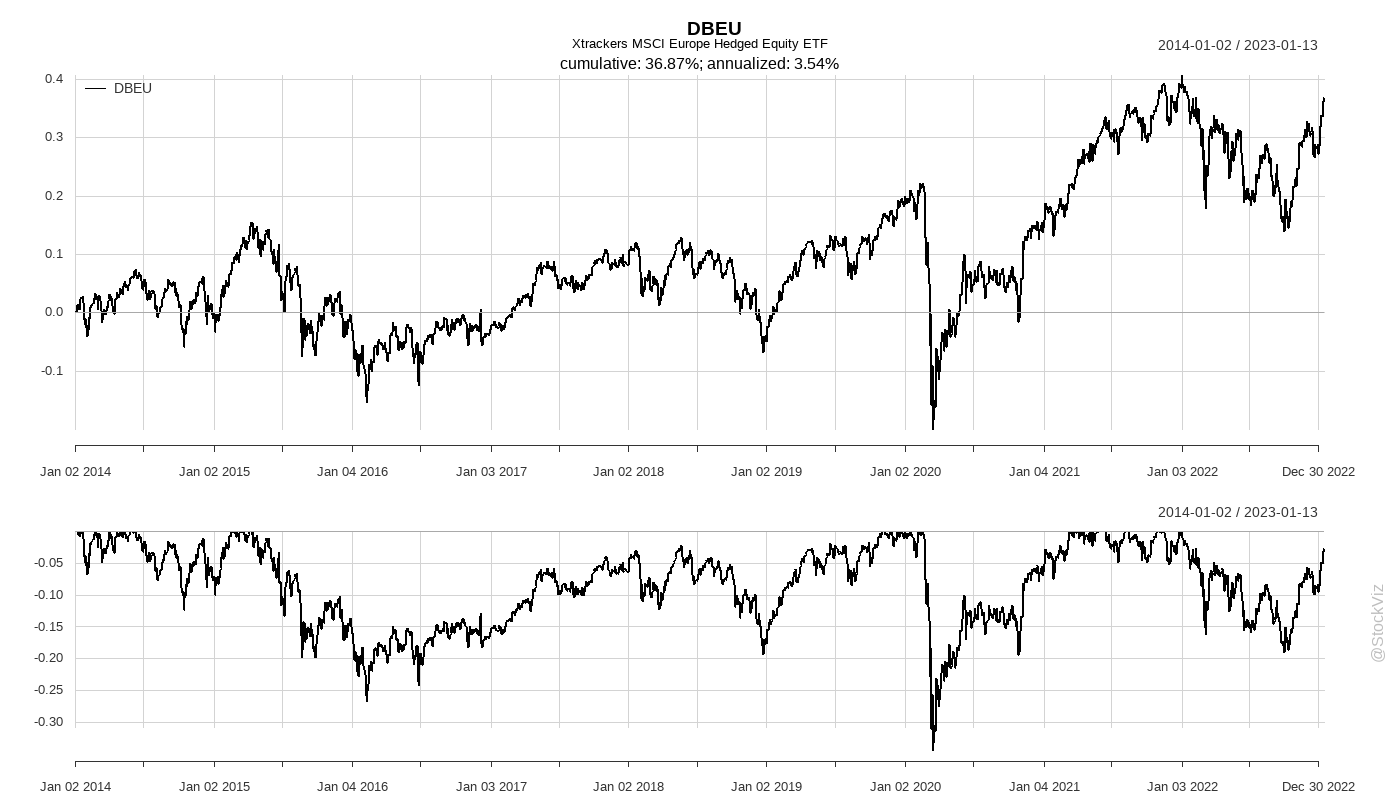 DBEU
Xtrackers MSCI Europe Hedged Equity ETF
cumulative: 36.87%; annualized: 3.54%
2014-01-02 / 2023-01-13
DBEU
0.4
0.3
0.2
0.1
0.0
-0.1
Jan 02 2014 Jan 02 2015 Jan 04 2016 Jan 03 2017 Jan 02 2018 Jan 02 2019 Jan 02 2020 Jan 04 2021 Jan 03 2022 Dec 30 2022
2014-01-02 / 2023-01-13
-0.05
-0.10
-0.15
-0.20
-0.25
-0.30
Jan 02 2014 Jan 02 2015 Jan 04 2016 Jan 03 2017 Jan 02 2018 Jan 02 2019 Jan 02 2020 Jan 04 2021 Jan 03 2022 Dec 30 2022
@StockViz